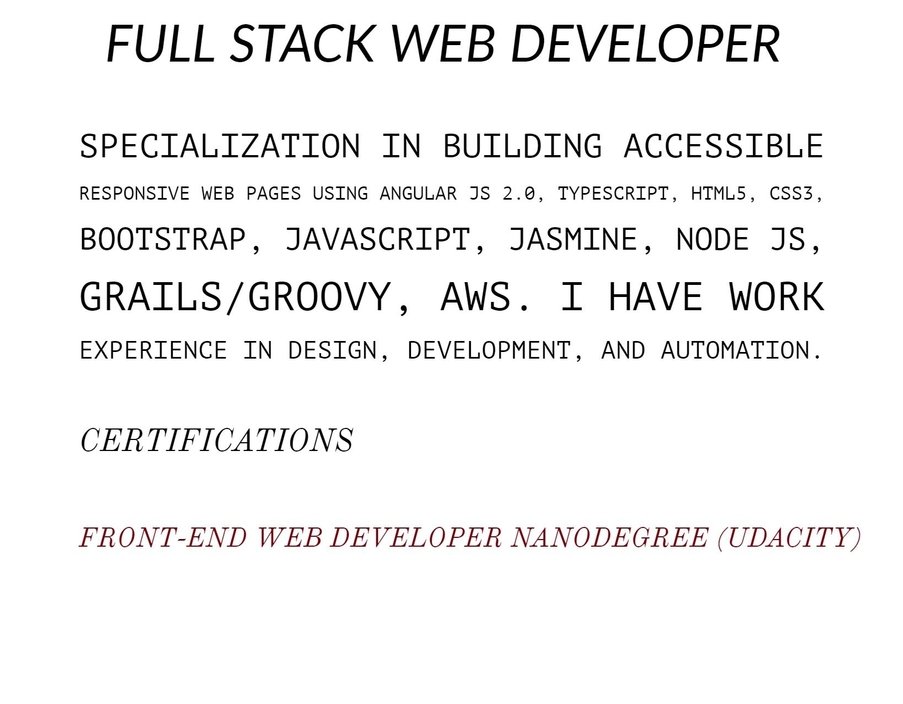 FULL STACK WEB DEVELOPER
SPECIALIZATION IN BUILDING ACCESSIBLE
RESPONSIVE WEB PAGES USING ANGULAR JS 2.0, TYPESCRIPT, HTML5, CSS3,
BOOTSTRAP, JAVASCRIPT, JASMINE, NODE JS,
GRAILS/GROOVY, AWS. I HAVE WORK
EXPERIENCE IN DESIGN, DEVELOPMENT, AND AUTOMATION.
CERTIFICATIONS
FRONT-END WEB DEVELOPER NANODEGREE (UDACITY)